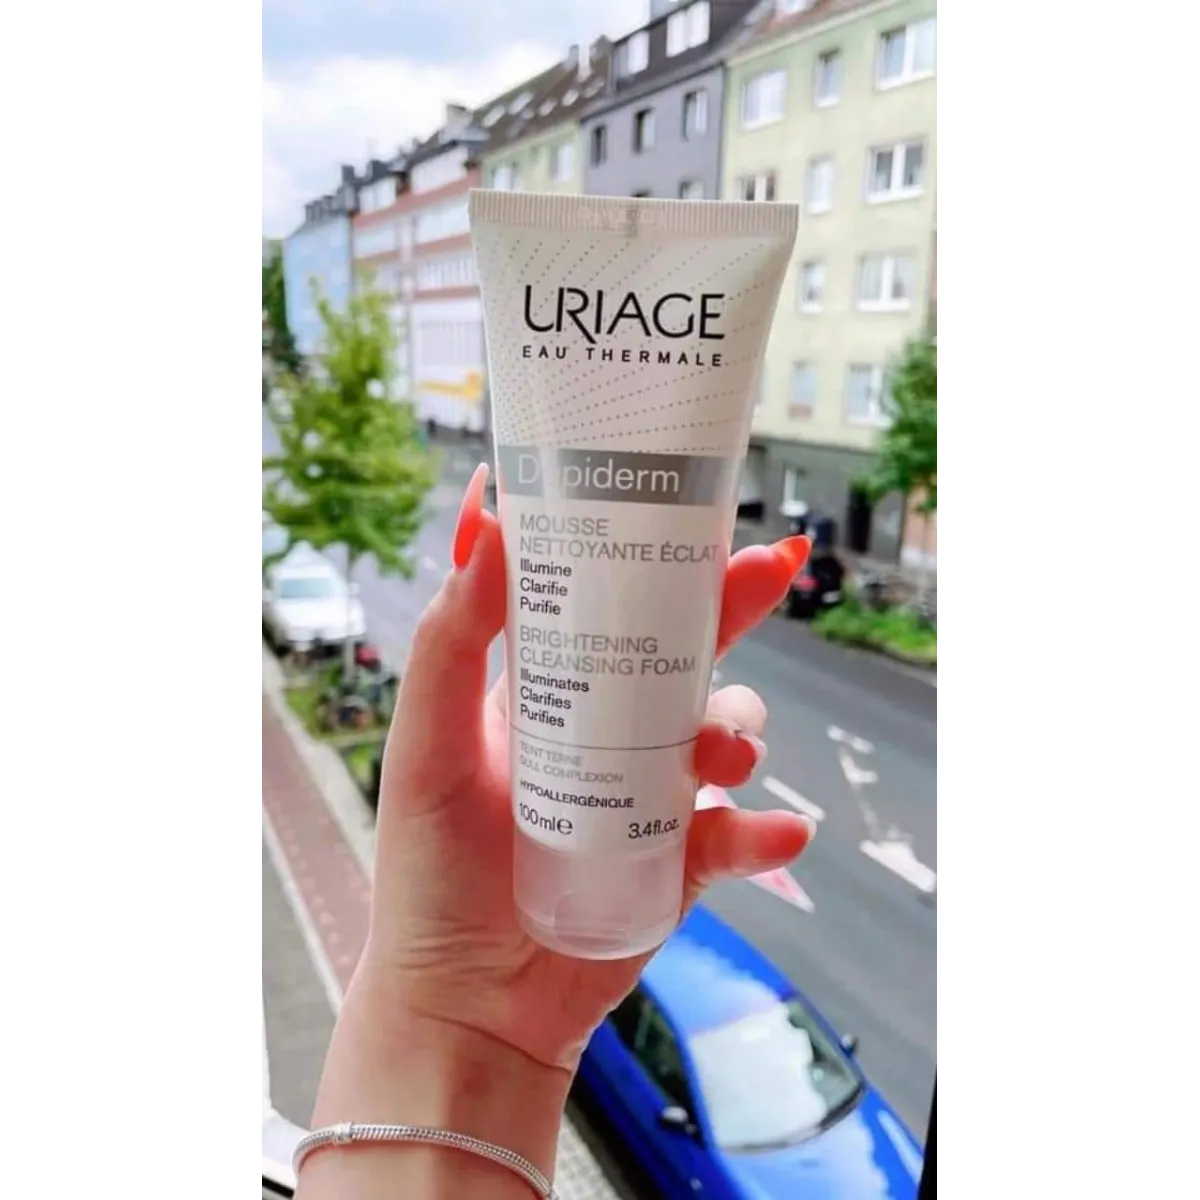 URIAGE
EAU THERMALE
Depiderm
MOUSSE
NETTOYANTE ÉCLAT
Illumine
Clarifie
Purifie
BRIGHTENING
CLEANSING FOAM
Illuminates
Clarifies
Purifies
TEINT TERNE
DULL COMPLEXION
HYPOALLERGÉNIQUE
100ml℮ 3.4fl.oz.